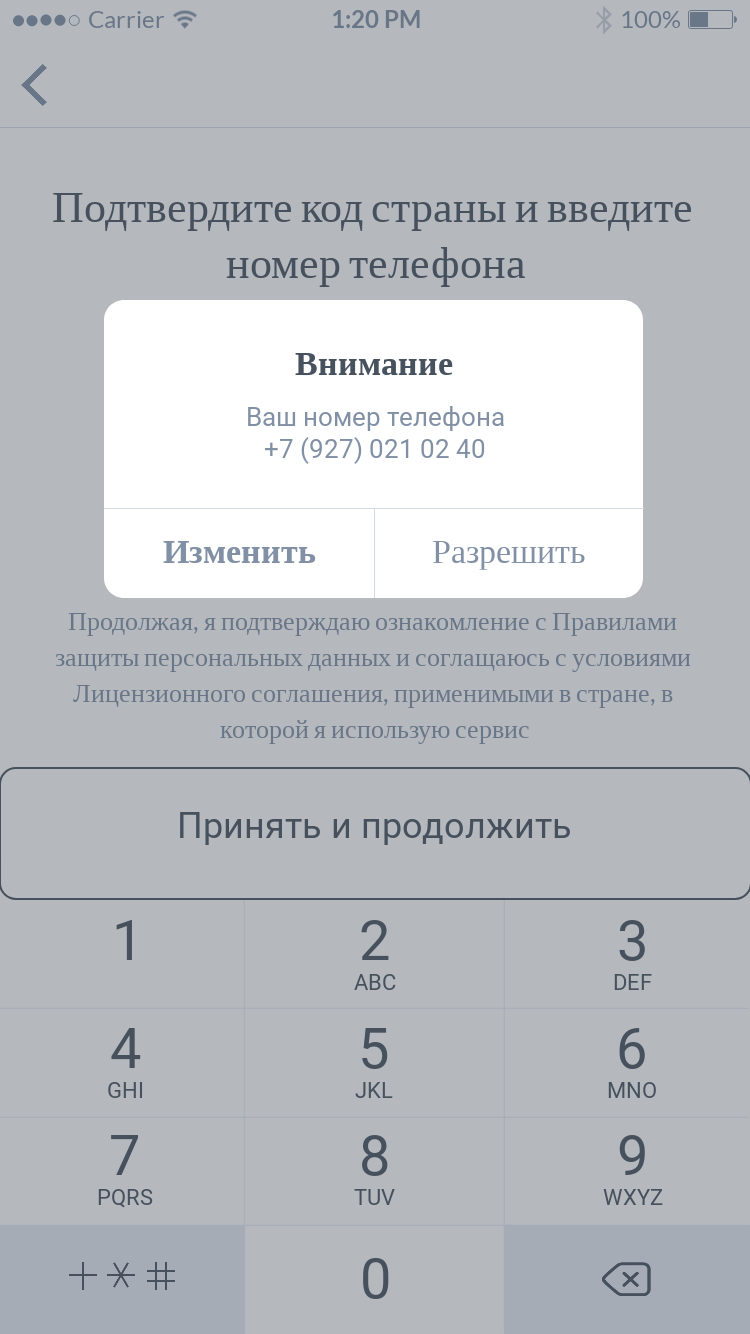 Carrier 1:20 PM 100%
Подтвердите код страны и введите
номер телефона
Внимание
Ваш номер телефона
+7 (927) 021 02 40
Изменить Разрешить
Продолжая, я подтверждаю ознакомление с Правилами
защиты персональных данных и соглащаюсь с условиями
Лицензионного соглашения, применимыми в стране, в
которой я использую сервис
Принять и продолжить
1 2 3
ABC DEF
4 5 6
GHI JKL MNO
7 8 9
PQRS TUV WXYZ
+ * # 0